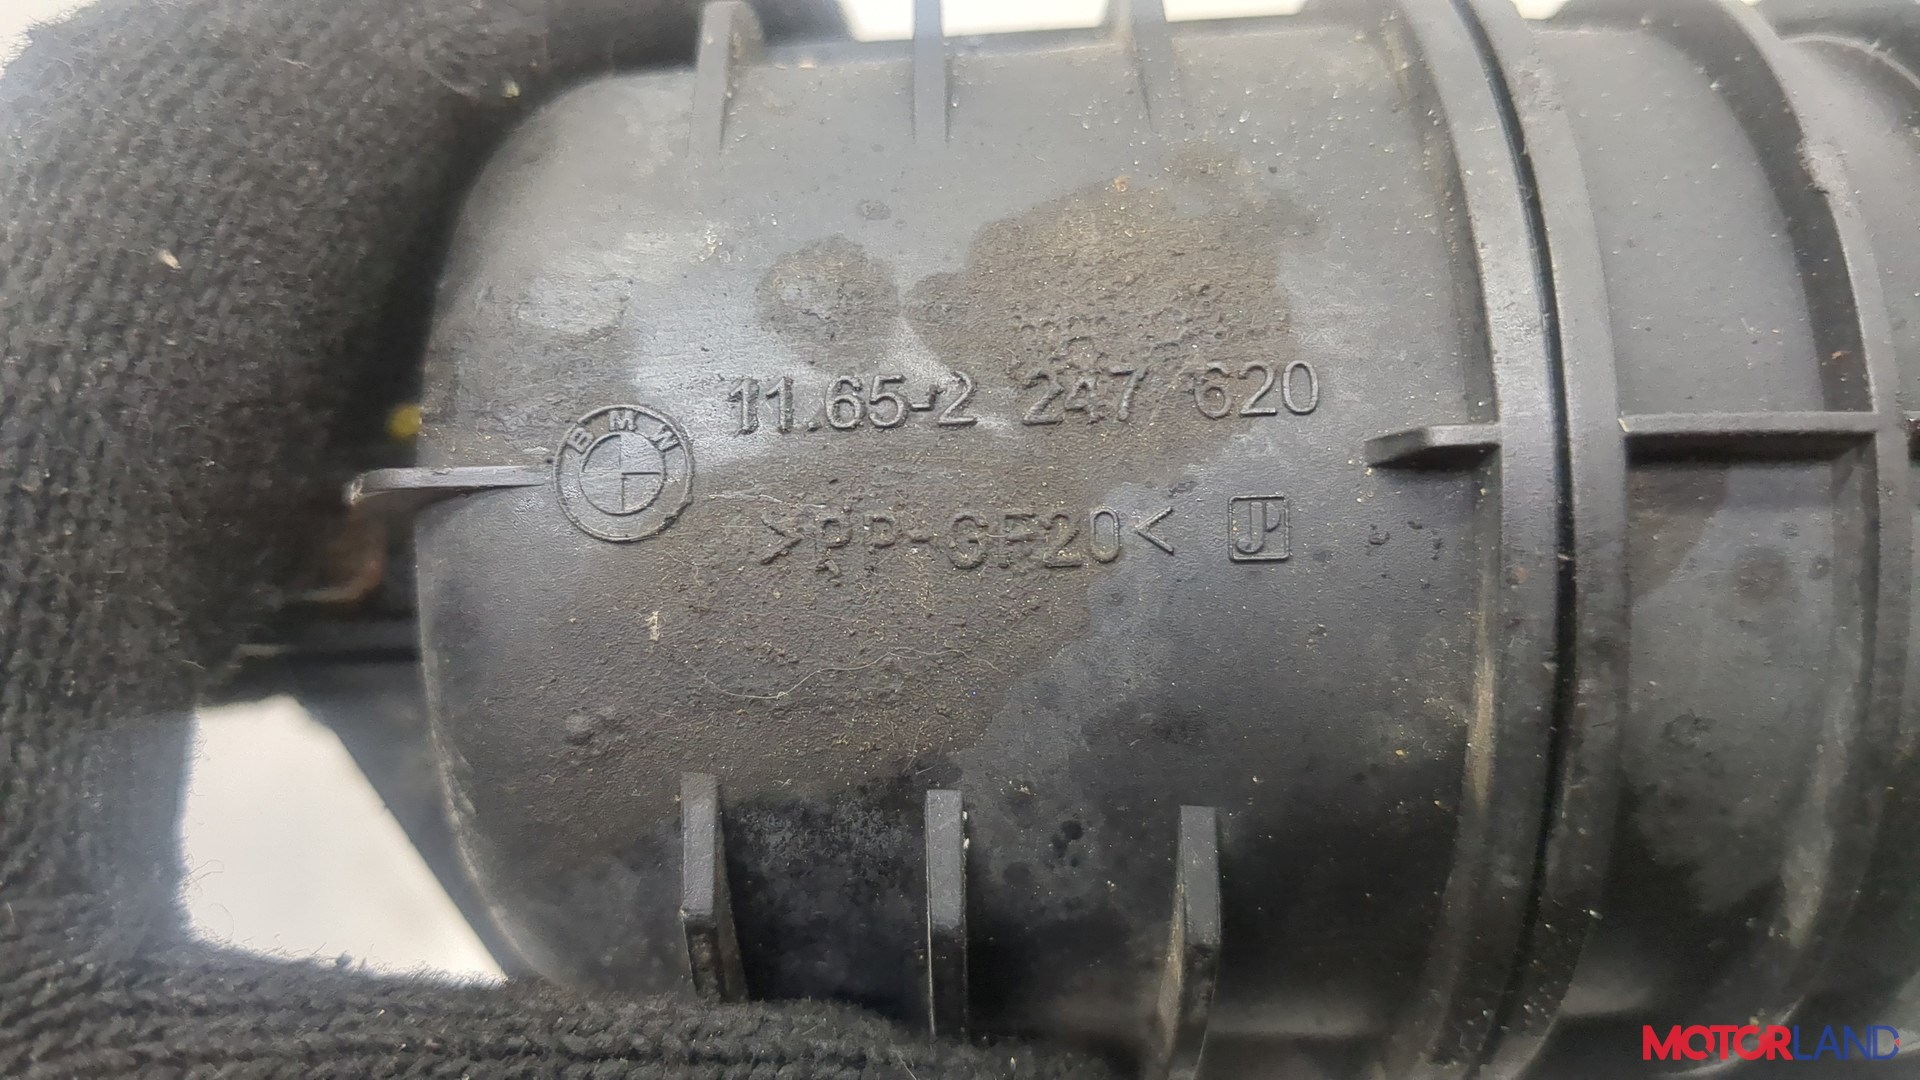 11.65-2 247 620
BMW
>PP-GF20<
MOTORLAND